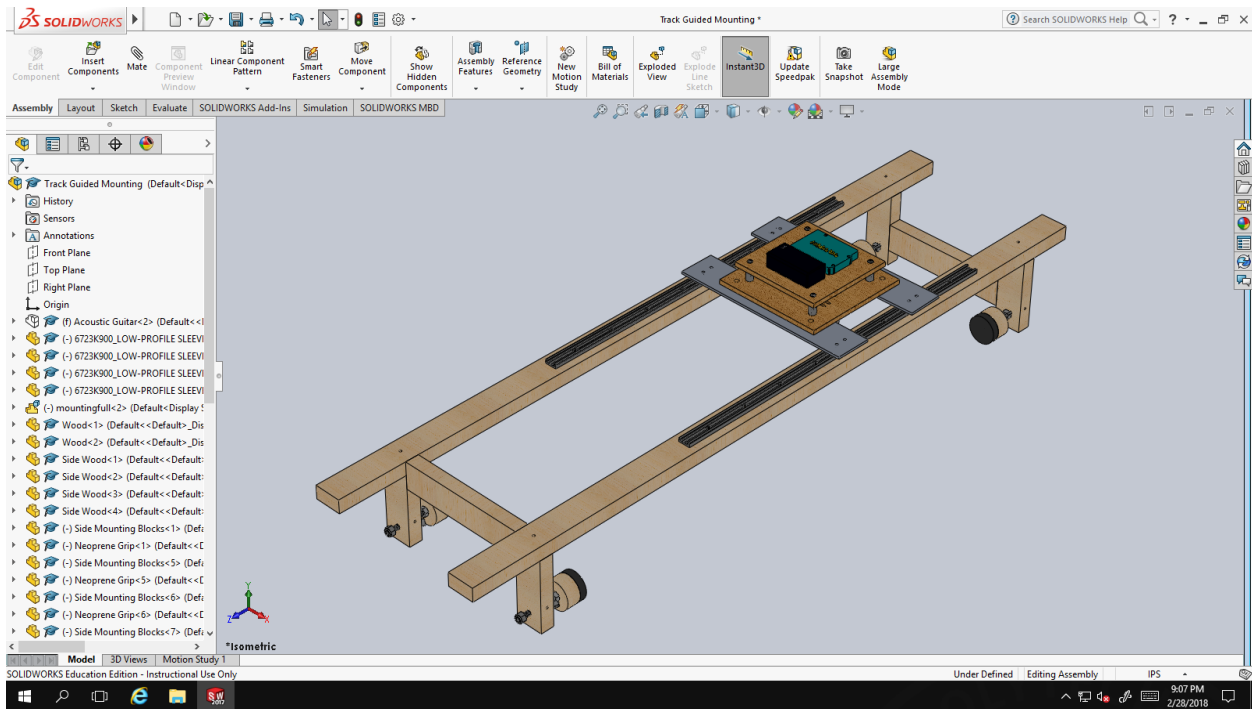 SOLIDWORKS
Track Guided Mounting *
Search SOLIDWORKS Help
Edit Component
Insert Components
Mate
Component Preview Window
Linear Component Pattern
Smart Fasteners
Move Component
Show Hidden Components
Assembly Features
Reference Geometry
New Motion Study
Bill of Materials
Exploded View
Explode Line Sketch
Instant3D
Update Speedpak
Take Snapshot
Large Assembly Mode
Assembly Layout Sketch Evaluate SOLIDWORKS Add-Ins Simulation SOLIDWORKS MBD
Track Guided Mounting (Default<Disp
History
Sensors
Annotations
Front Plane
Top Plane
Right Plane
Origin
(f) Acoustic Guitar<2> (Default<<
(-) 6723K900_LOW-PROFILE SLEEVE
(-) 6723K900_LOW-PROFILE SLEEVE
(-) 6723K900_LOW-PROFILE SLEEVE
(-) 6723K900_LOW-PROFILE SLEEVE
(-) mountingfull<2> (Default<Display
Wood<1> (Default<<Default>_Dis
Wood<2> (Default<<Default>_Dis
Side Wood<1> (Default<<Default
Side Wood<2> (Default<<Default
Side Wood<3> (Default<<Default
Side Wood<4> (Default<<Default
(-) Side Mounting Blocks<1> (Defa
(-) Neoprene Grip<1> (Default<<D
(-) Side Mounting Blocks<5> (Defa
(-) Neoprene Grip<5> (Default<<D
(-) Side Mounting Blocks<6> (Defa
(-) Neoprene Grip<6> (Default<<D
(-) Side Mounting Blocks<7> (Defa
Y
Z X
*Isometric
Model 3D Views Motion Study 1
SOLIDWORKS Education Edition - Instructional Use Only
Under Defined Editing Assembly IPS
SW 2017
9:07 PM
2/28/2018